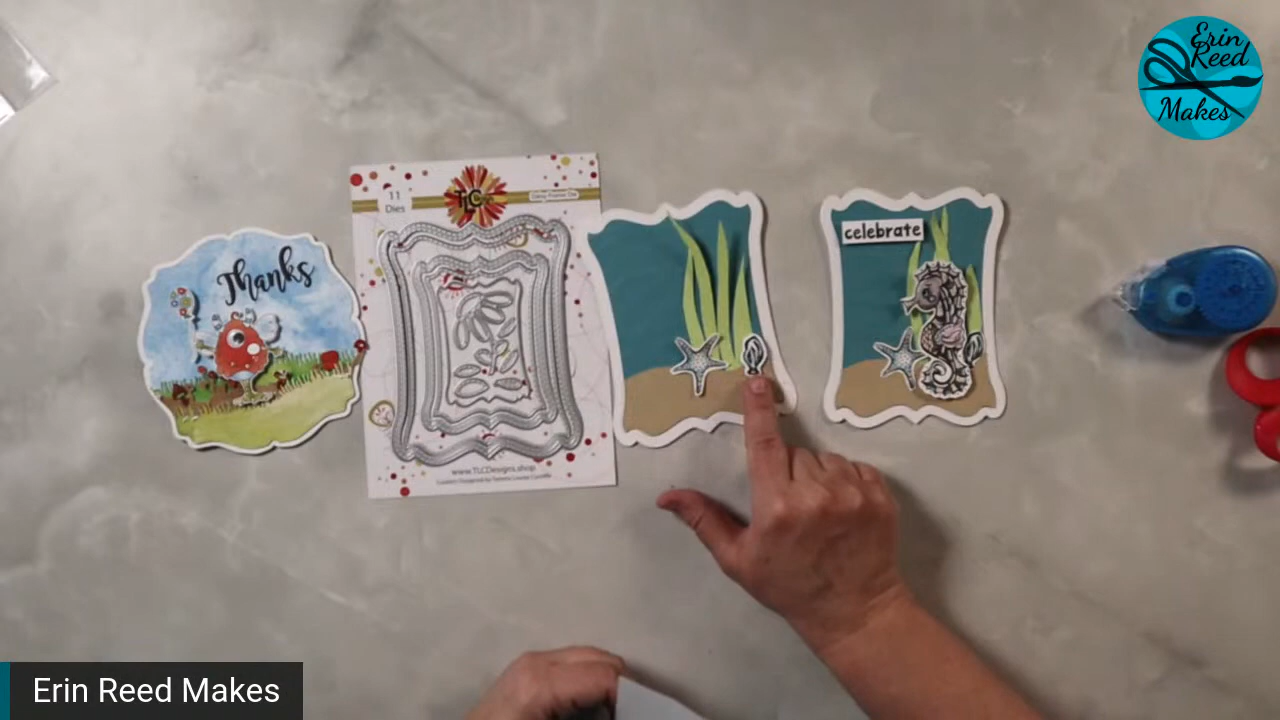 Erin
Reed
Makes
11
Dies
TLC
Thanks
celebrate
www.TLCDesigns.shop
Erin Reed Makes